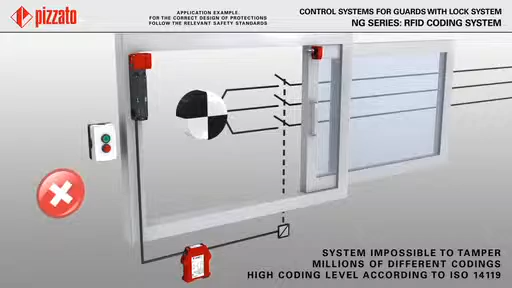 pizzato
APPLICATION EXAMPLE.
FOR THE CORRECT DESIGN OF PROTECTIONS
FOLLOW THE RELEVANT SAFETY STANDARDS
CONTROL SYSTEMS FOR GUARDS WITH LOCK SYSTEM
NG SERIES: RFID CODING SYSTEM
SYSTEM IMPOSSIBLE TO TAMPER
MILLIONS OF DIFFERENT CODINGS
HIGH CODING LEVEL ACCORDING TO ISO 14119